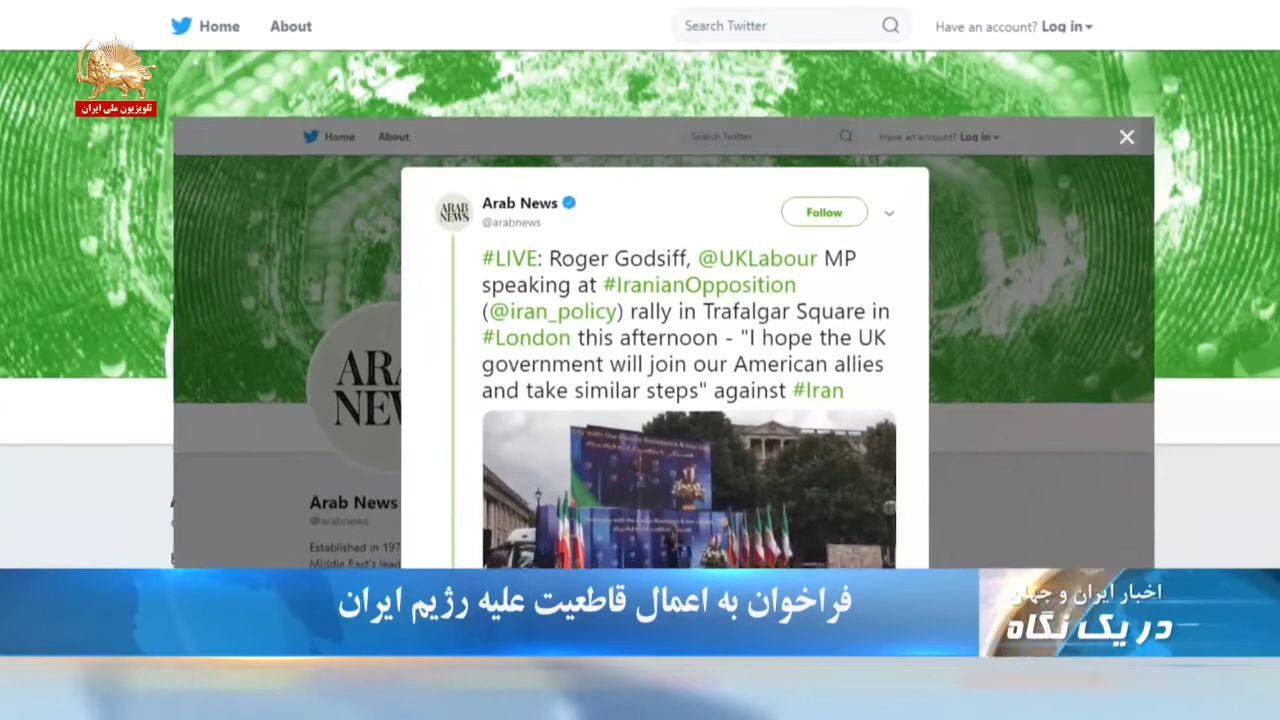 Home About Search Twitter Have an account? Log in
تلویزیون ملی ایران
Home About Search Twitter Have an account? Log in
ARAB NEWS
Arab News
@arabnews
Follow
#LIVE: Roger Godsiff, @UKLabour MP
speaking at #IranianOpposition
(@iran_policy) rally in Trafalgar Square in
#London this afternoon - "I hope the UK
government will join our American allies
and take similar steps" against #Iran
Arab News
@arabnews
Established in 197
Middle East's lead
فراخوان به اعمال قاطعیت علیه رژیم ایران
اخبار ایران و جهان
در یک نگاه